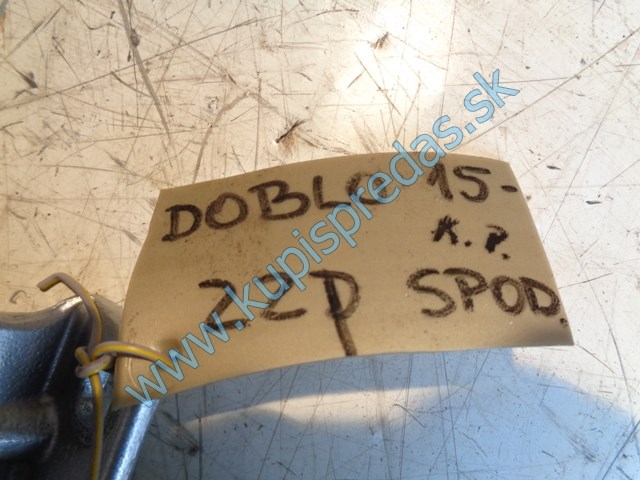 DOBLO 15-
K.P.
ZZP SPOD.
www.kupispredas.sk